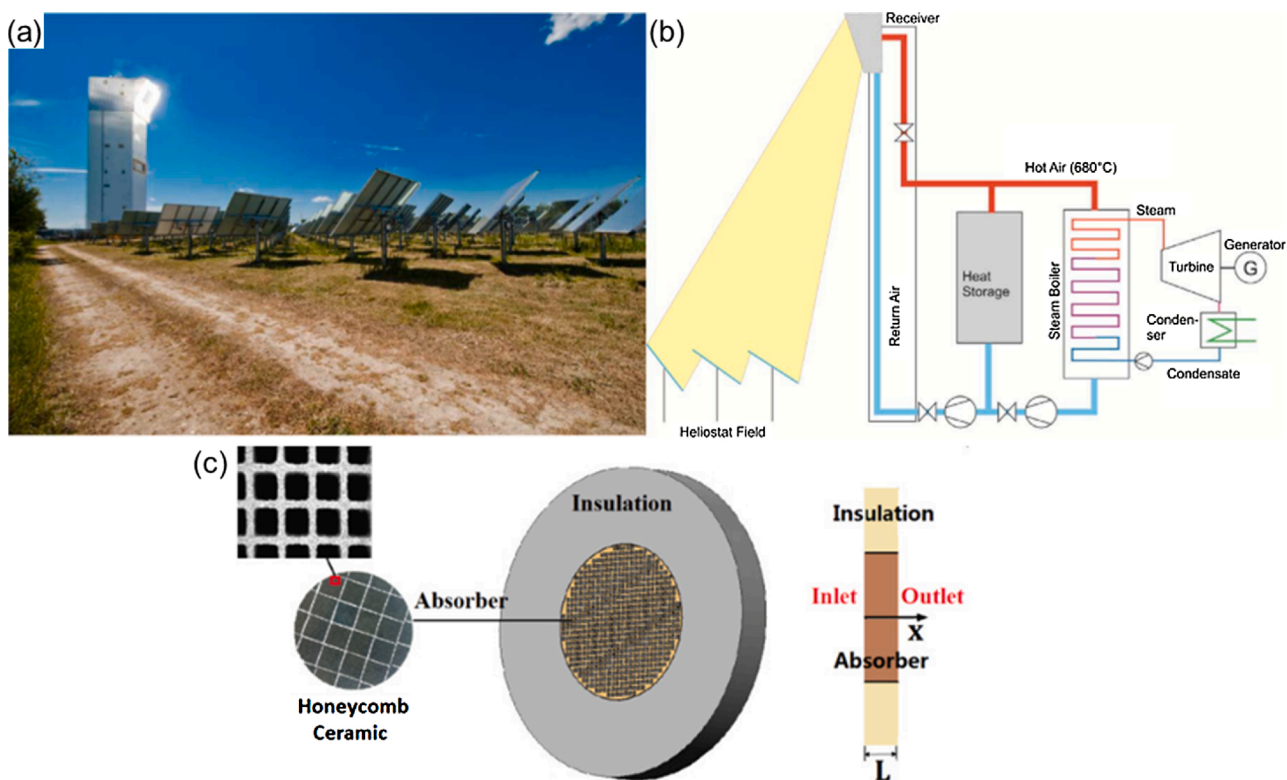 (a)
(b)
Receiver
Hot Air (680°C)
Steam
Generator
G
Turbine
Heat
Storage
Steam Boiler
Return Air
Conden-
ser
Condensate
Heliostat Field
(c)
Insulation
Absorber
Honeycomb
Ceramic
Insulation
Inlet
Outlet
x
Absorber
L